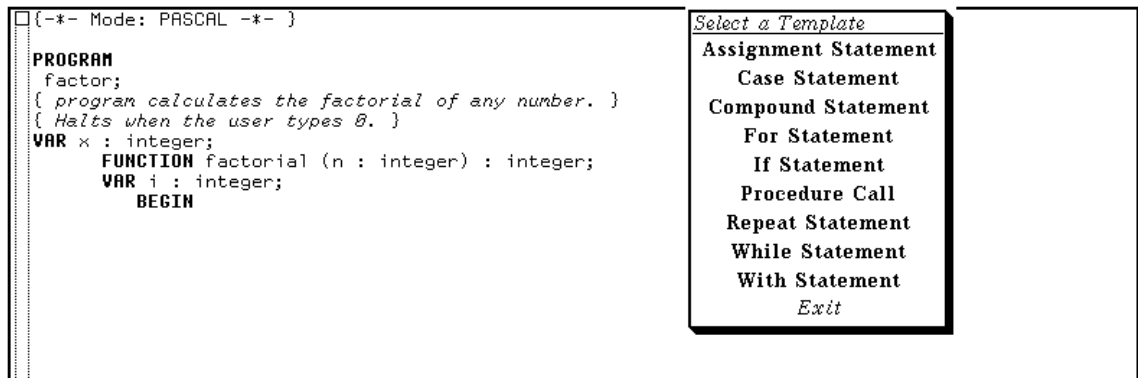 {-*- Mode: PASCAL -*- }
PROGRAM
factor;
{ program calculates the factorial of any number. }
{ Halts when the user types 0. }
VAR x : integer;
FUNCTION factorial (n : integer) : integer;
VAR i : integer;
BEGIN
Select a Template
Assignment Statement
Case Statement
Compound Statement
For Statement
If Statement
Procedure Call
Repeat Statement
While Statement
With Statement
Exit